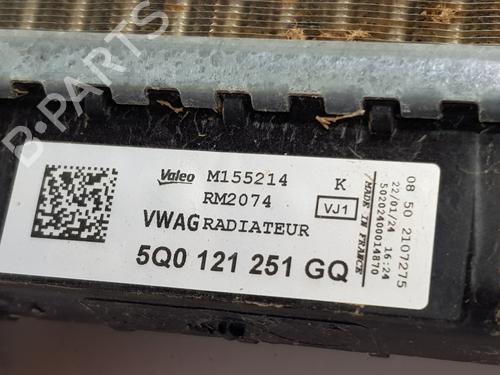 B-PARTS
Valeo M155214 K
RM2074 VJ1
VWAG RADIATEUR
5Q0 121 251 GQ
MADE IN FRANCE
50202400014870
22/01/24 16:24
08 50 2107275